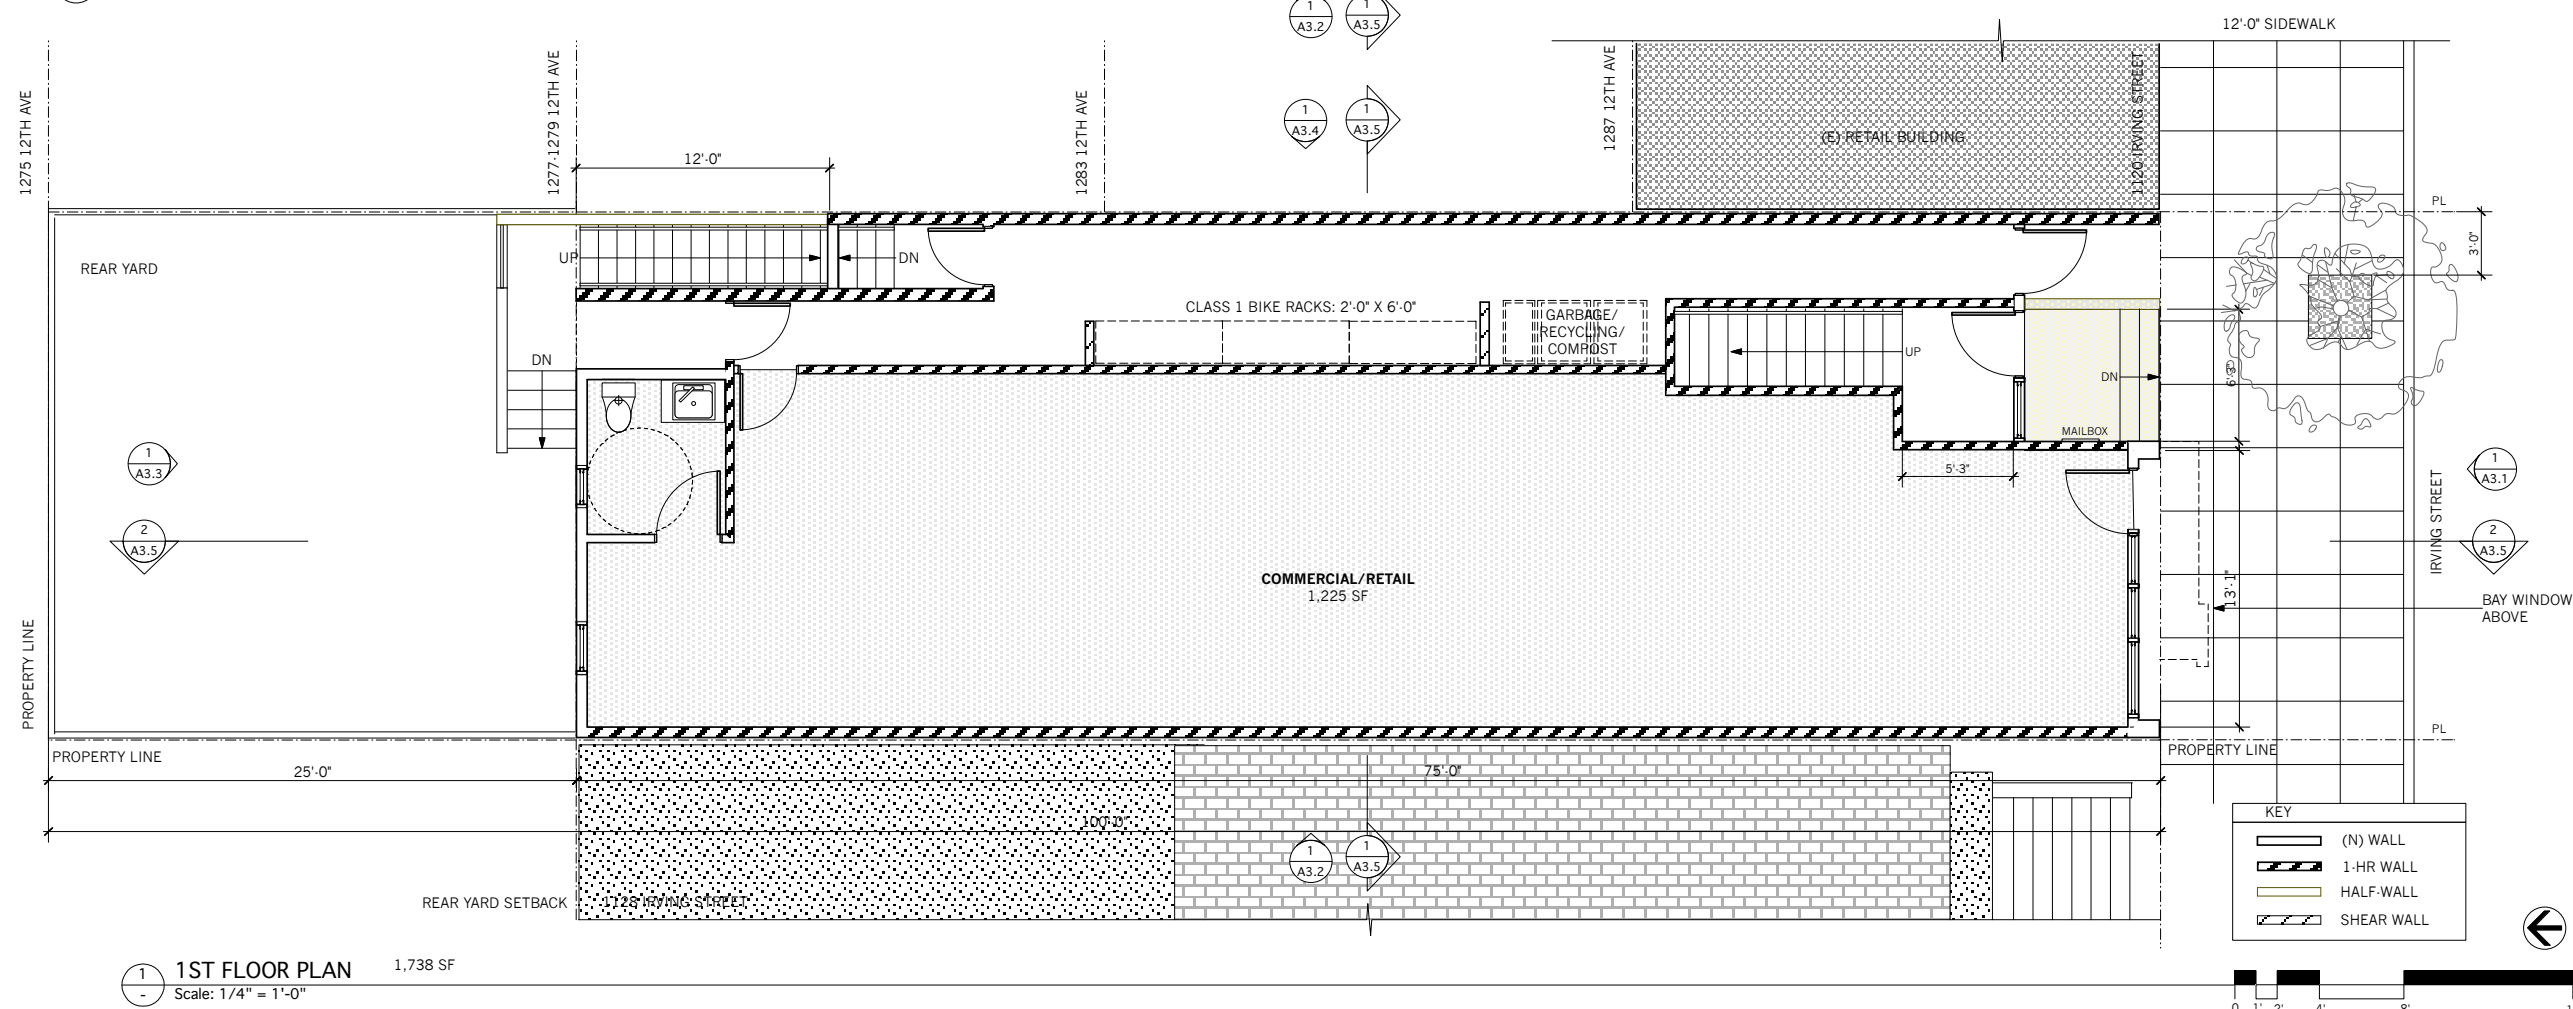 1
A3.2
1
A3.5
12'-0" SIDEWALK
1275 12TH AVE
1277-1279 12TH AVE
1283 12TH AVE
1287 12TH AVE
1120 IRVING STREET
1
A3.4
1
A3.5
(E) RETAIL BUILDING
12'-0"
PL
3'-0"
REAR YARD
UP
DN
CLASS 1 BIKE RACKS: 2'-0" X 6'-0"
GARBAGE/
RECYCLING/
COMPOST
UP
DN
6'-3"
DN
MAILBOX
5'-3"
1
A3.3
1
A3.1
2
A3.5
2
A3.5
IRVING STREET
COMMERCIAL/RETAIL
1,225 SF
13'-1"
BAY WINDOW
ABOVE
PROPERTY LINE
PL
PROPERTY LINE
PROPERTY LINE
25'-0"
75'-0"
100'-0"
KEY
(N) WALL
1-HR WALL
HALF-WALL
SHEAR WALL
1
A3.2
1
A3.5
REAR YARD SETBACK
1128 IRVING STREET
1
-
1ST FLOOR PLAN
1,738 SF
Scale: 1/4" = 1'-0"
0 1' 2' 4' 8'